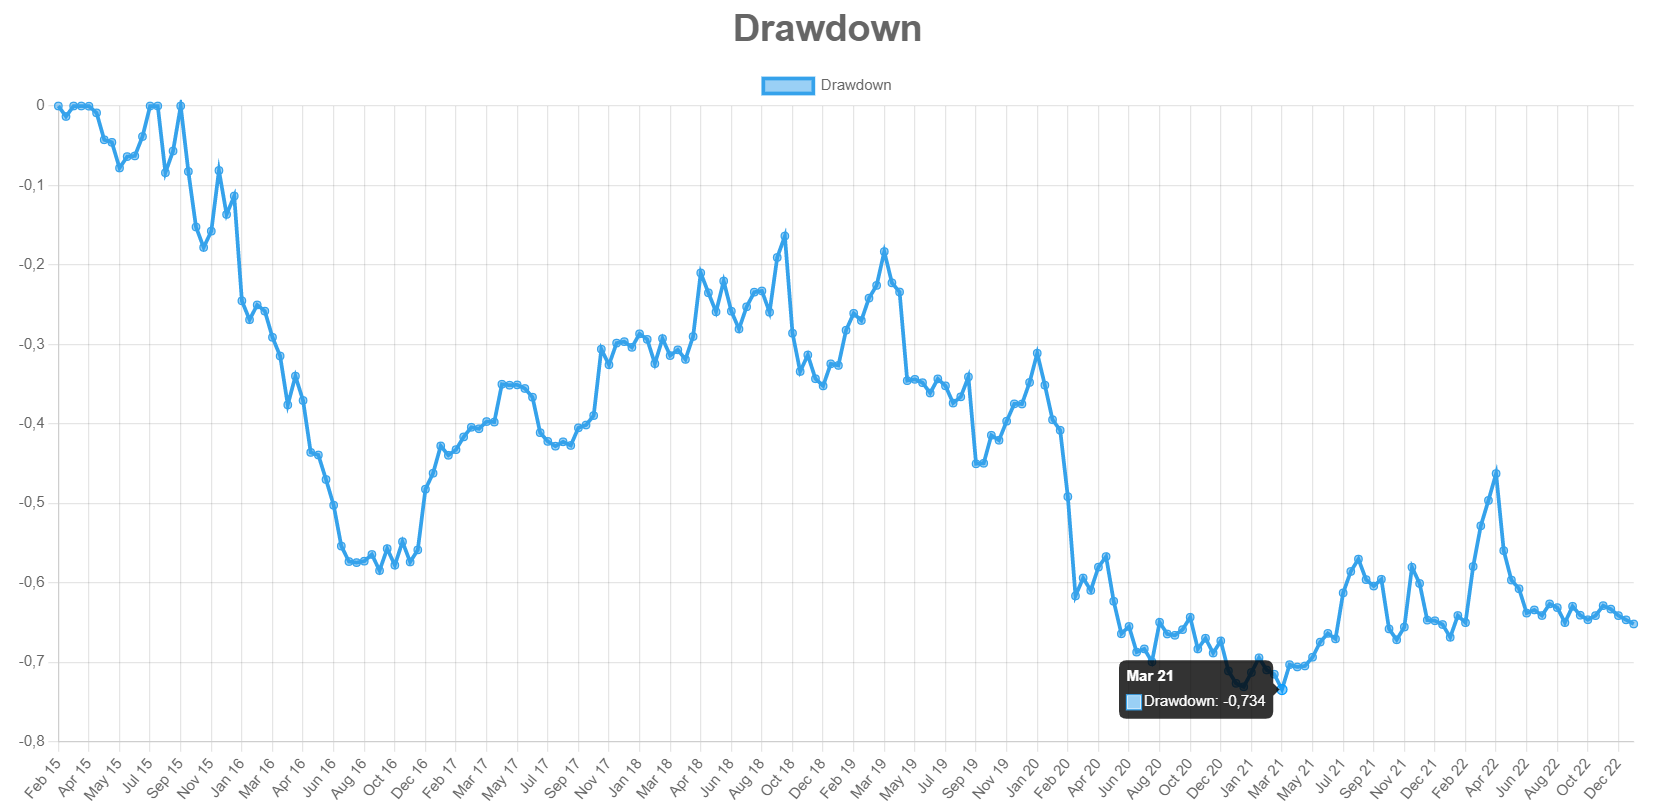 Drawdown
Drawdown
0
-0,1
-0,2
-0,3
-0,4
-0,5
-0,6
-0,7
-0,8
Mar 21
Drawdown: -0,734
Feb 15
Apr 15
May 15
Jul 15
Sep 15
Nov 15
Jan 16
Mar 16
Apr 16
Jun 16
Aug 16
Oct 16
Dec 16
Feb 17
Mar 17
May 17
Jul 17
Sep 17
Nov 17
Jan 18
Mar 18
Apr 18
Jun 18
Aug 18
Oct 18
Dec 18
Feb 19
Mar 19
May 19
Jul 19
Sep 19
Nov 19
Jan 20
Feb 20
Apr 20
Jun 20
Aug 20
Oct 20
Dec 20
Jan 21
Mar 21
May 21
Jul 21
Sep 21
Nov 21
Dec 21
Feb 22
Apr 22
Jun 22
Aug 22
Oct 22
Dec 22